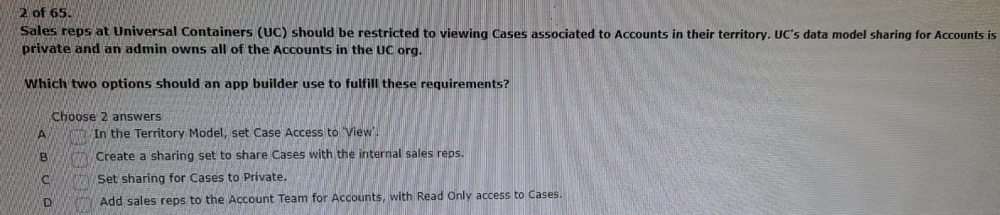 2 of 65.
Sales reps at Universal Containers (UC) should be restricted to viewing Cases associated to Accounts in their territory. UC's data model sharing for Accounts is
private and an admin owns all of the Accounts in the UC org.
Which two options should an app builder use to fulfill these requirements?
Choose 2 answers
A In the Territory Model, set Case Access to 'View'.
B Create a sharing set to share Cases with the internal sales reps.
C Set sharing for Cases to Private.
D Add sales reps to the Account Team for Accounts, with Read Only access to Cases.